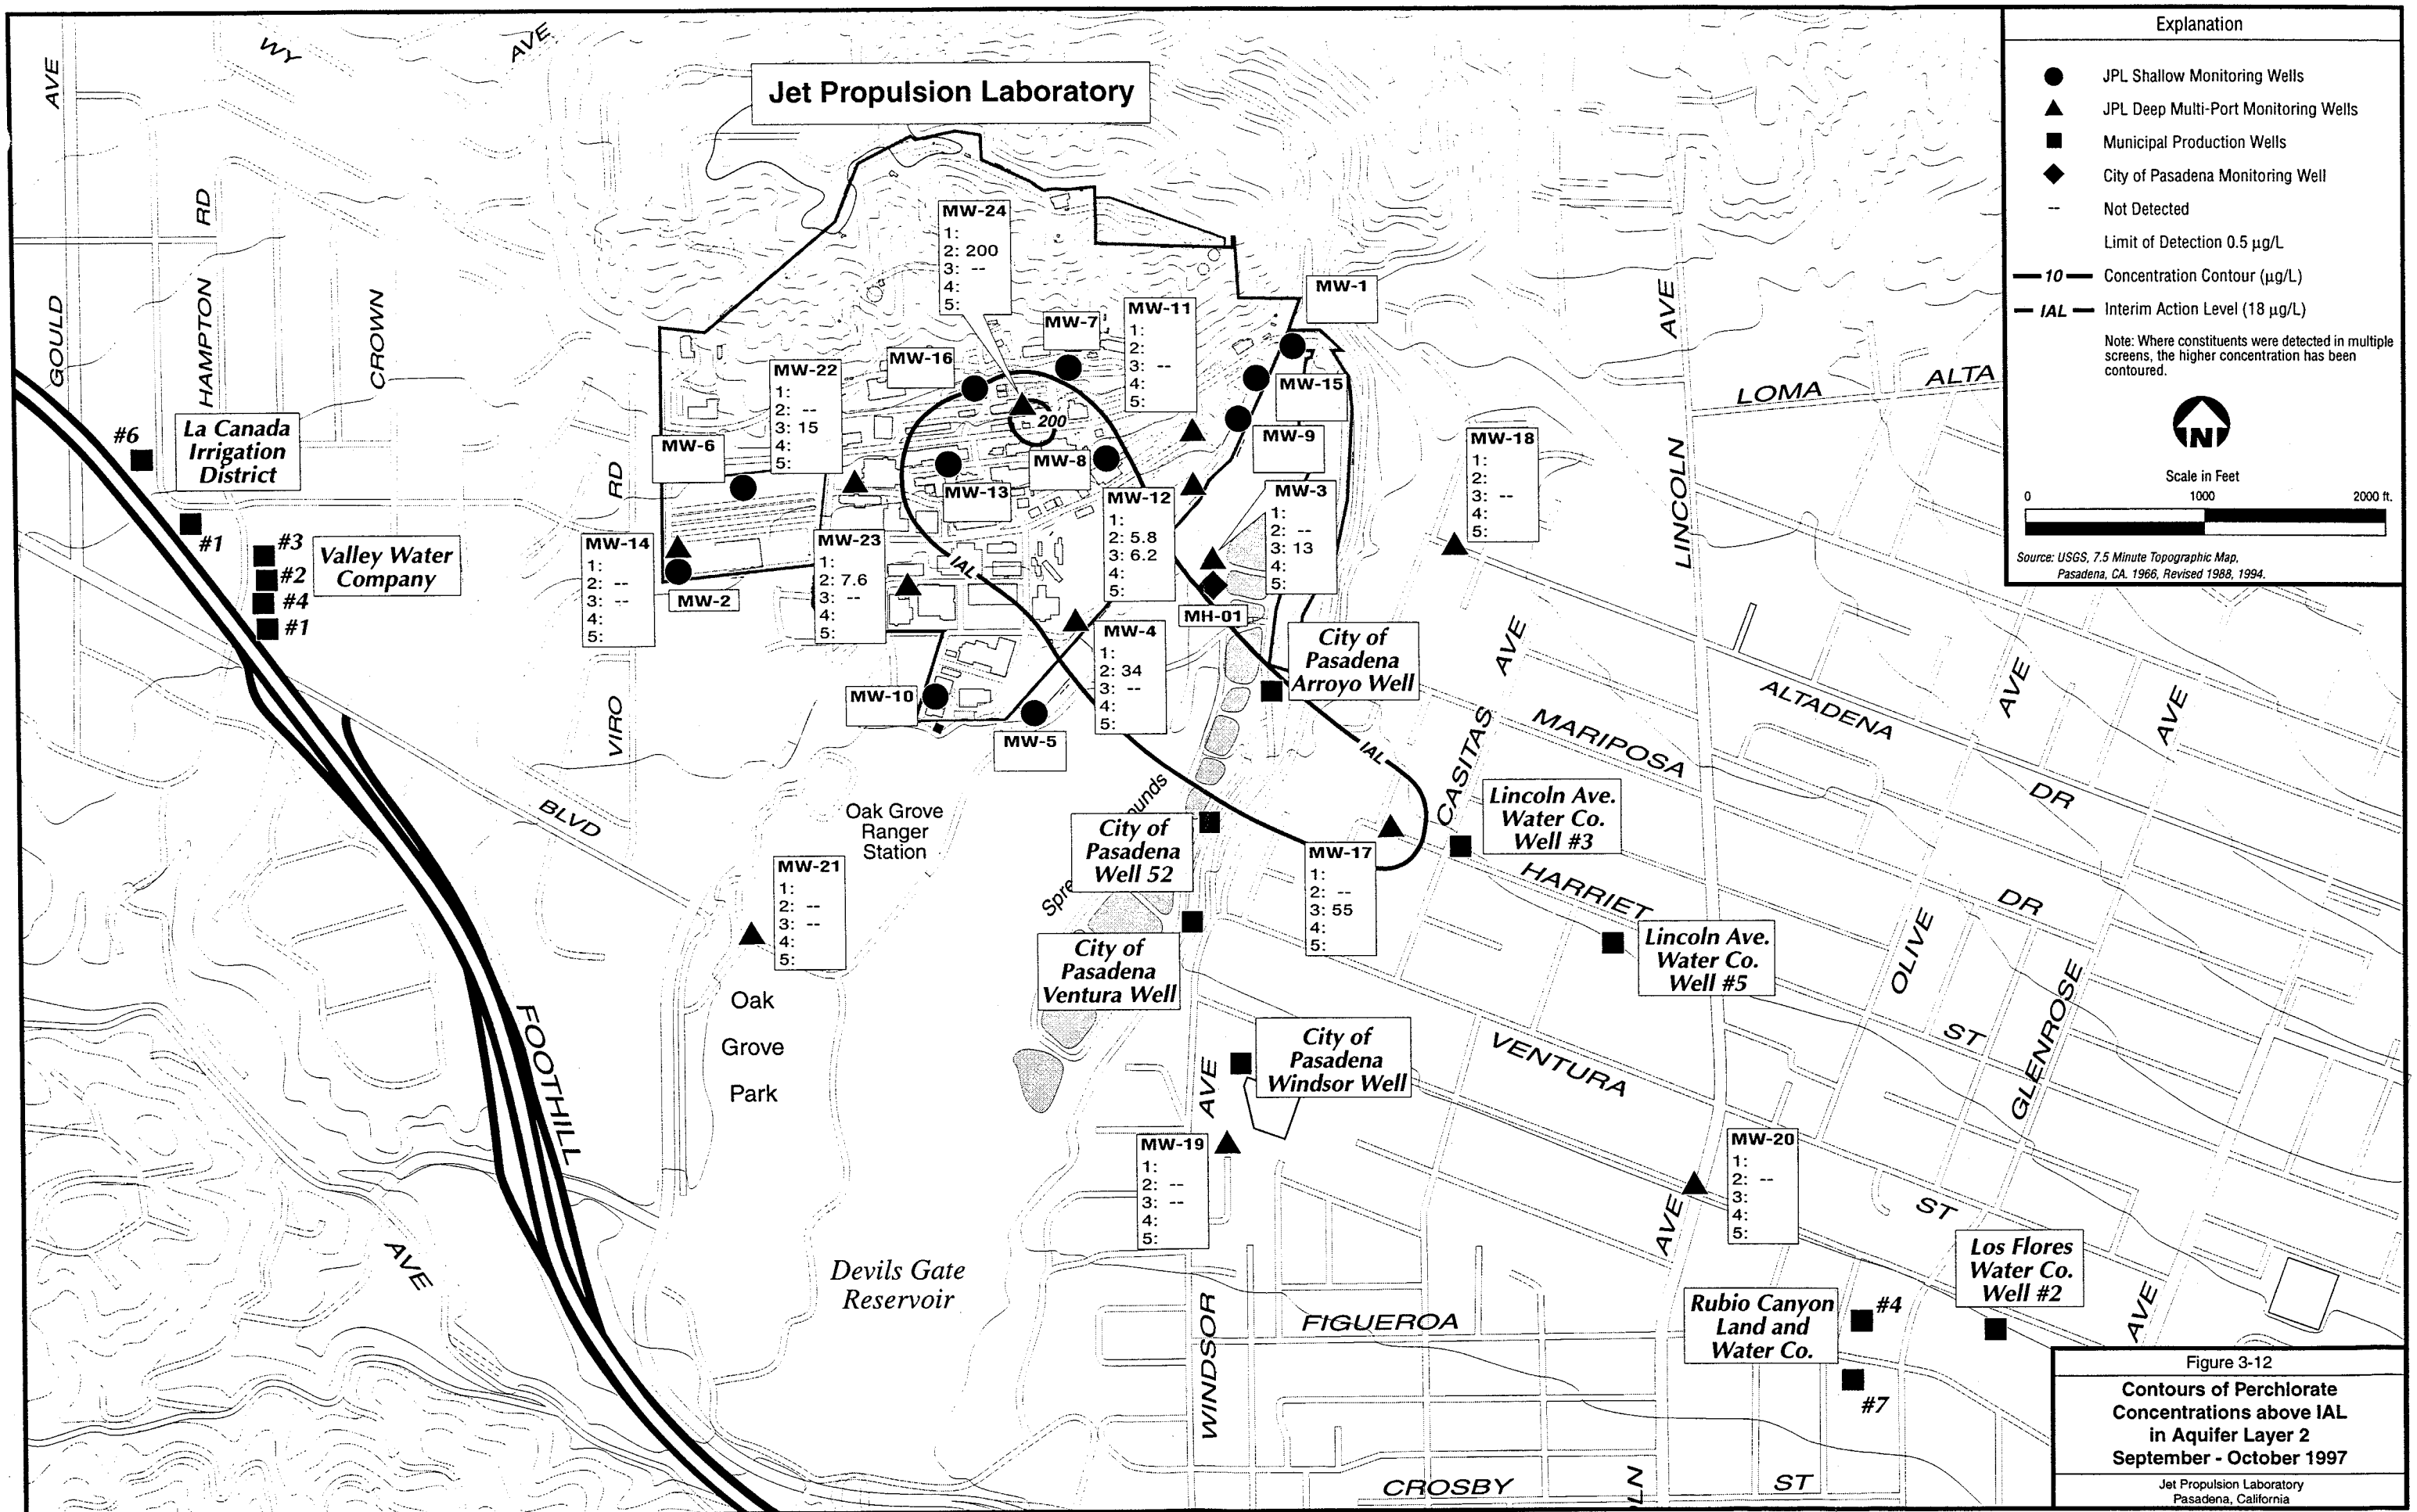 WY
AVE
AVE
GOULD
HAMPTON
RD
CROWN
Jet Propulsion Laboratory
Explanation
JPL Shallow Monitoring Wells
JPL Deep Multi-Port Monitoring Wells
Municipal Production Wells
City of Pasadena Monitoring Well
-- Not Detected
Limit of Detection 0.5 µg/L
10 Concentration Contour (µg/L)
IAL Interim Action Level (18 µg/L)
Note: Where constituents were detected in multiple
screens, the higher concentration has been
contoured.
N
Scale in Feet
0 1000 2000 ft.
Source: USGS, 7.5 Minute Topographic Map,
Pasadena, CA. 1966, Revised 1988, 1994.
MW-24
1:
2: 200
3: --
4:
5:
MW-7
MW-11
1:
2:
3: --
4:
5:
MW-1
MW-16
MW-22
1:
2: --
3: 15
4:
5:
MW-15
200
MW-6
MW-8
MW-9
MW-13
MW-12
1:
2: 5.8
3: 6.2
4:
5:
MW-3
1:
2: --
3: 13
4:
5:
MW-18
1:
2:
3: --
4:
5:
AVE
LINCOLN
LOMA
ALTA
#6
La Canada
Irrigation
District
#1
#3
#2
#4
#1
Valley Water
Company
RD
VIRO
MW-14
1:
2: --
3: --
4:
5:
MW-2
MW-23
1:
2: 7.6
3: --
4:
5:
IAL
MH-01
MW-4
1:
2: 34
3: --
4:
5:
City of
Pasadena
Arroyo Well
MW-10
MW-5
IAL
AVE
CASITAS
MARIPOSA
ALTADENA
DR
AVE
OLIVE
AVE
GLENROSE
BLVD
Oak Grove
Ranger
Station
Spre
ounds
City of
Pasadena
Well 52
Lincoln Ave.
Water Co.
Well #3
MW-17
1:
2: --
3: 55
4:
5:
HARRIET
DR
MW-21
1:
2: --
3: --
4:
5:
City of
Pasadena
Ventura Well
Lincoln Ave.
Water Co.
Well #5
Oak
Grove
Park
FOOTHILL
City of
Pasadena
Windsor Well
VENTURA
ST
AVE
WINDSOR
MW-19
1:
2: --
3: --
4:
5:
MW-20
1:
2: --
3:
4:
5:
AVE
ST
AVE
Devils Gate
Reservoir
Los Flores
Water Co.
Well #2
Rubio Canyon
Land and
Water Co.
#4
#7
AVE
FIGUEROA
CROSBY
LN
ST
Figure 3-12
Contours of Perchlorate
Concentrations above IAL
in Aquifer Layer 2
September - October 1997
Jet Propulsion Laboratory
Pasadena, California